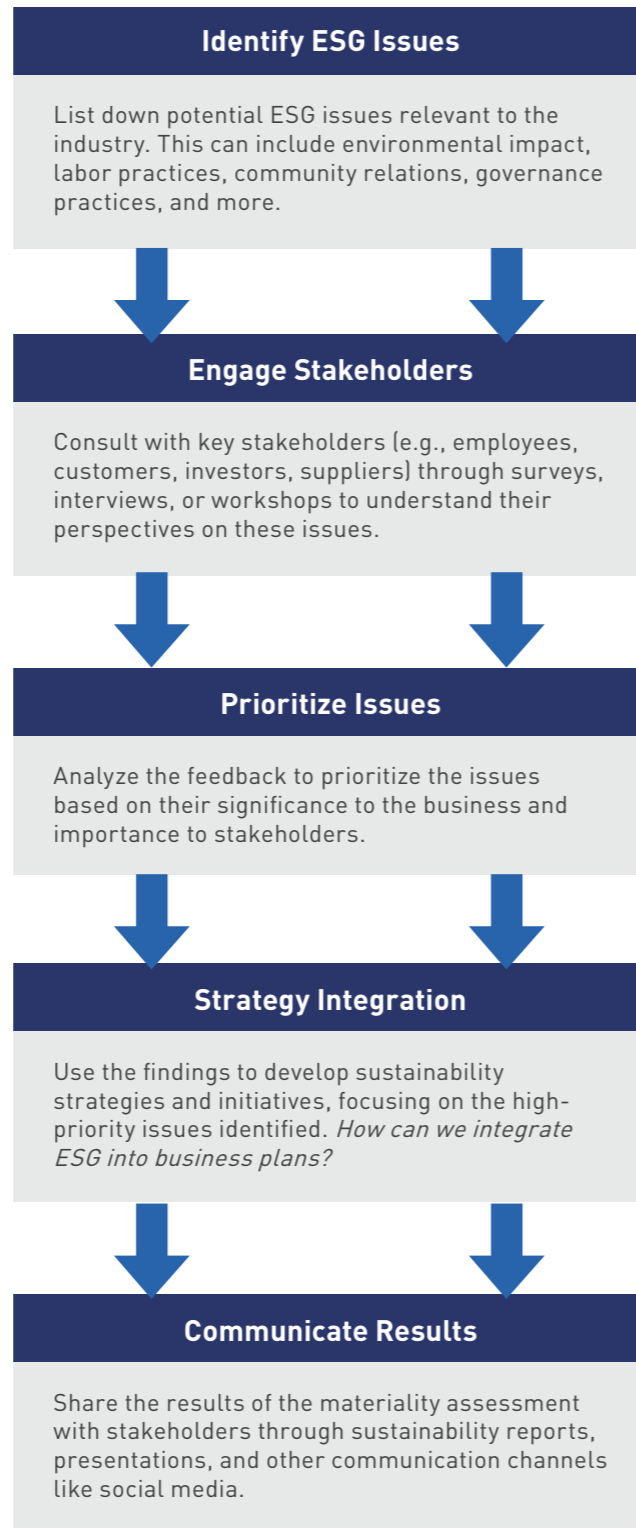 Identify ESG Issues
List down potential ESG issues relevant to the
industry. This can include environmental impact,
labor practices, community relations, governance
practices, and more.
Engage Stakeholders
Consult with key stakeholders (e.g., employees,
customers, investors, suppliers) through surveys,
interviews, or workshops to understand their
perspectives on these issues.
Prioritize Issues
Analyze the feedback to prioritize the issues
based on their significance to the business and
importance to stakeholders.
Strategy Integration
Use the findings to develop sustainability
strategies and initiatives, focusing on the high-
priority issues identified. How can we integrate
ESG into business plans?
Communicate Results
Share the results of the materiality assessment
with stakeholders through sustainability reports,
presentations, and other communication channels
like social media.